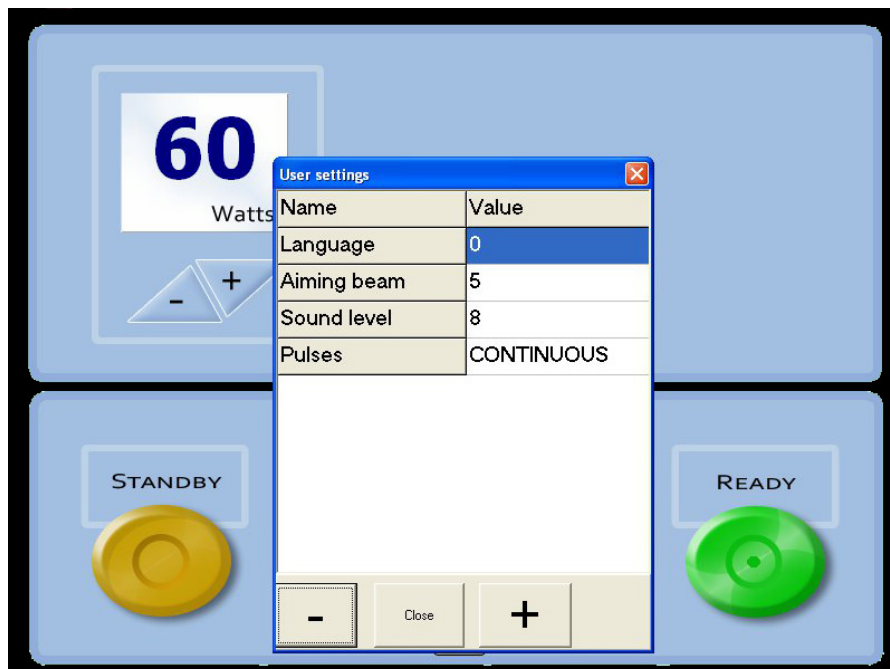 60
Watts
- +
User settings
Name Value
Language 0
Aiming beam 5
Sound level 8
Pulses CONTINUOUS
STANDBY
READY
- Close +